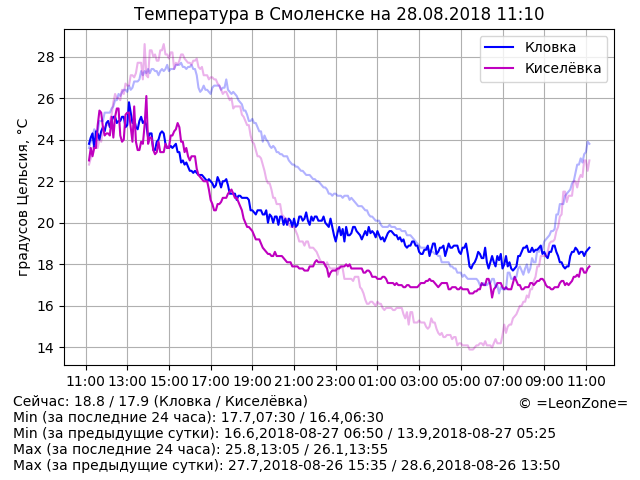 Температура в Смоленске на 28.08.2018 11:10
Кловка
Киселёвка
градусов Цельсия, °C
28
26
24
22
20
18
16
14
11:00 13:00 15:00 17:00 19:00 21:00 23:00 01:00 03:00 05:00 07:00 09:00 11:00
Сейчас: 18.8 / 17.9 (Кловка / Киселёвка)
© =LeonZone=
Min (за последние 24 часа): 17.7,07:30 / 16.4,06:30
Min (за предыдущие сутки): 16.6,2018-08-27 06:50 / 13.9,2018-08-27 05:25
Max (за последние 24 часа): 25.8,13:05 / 26.1,13:55
Max (за предыдущие сутки): 27.7,2018-08-26 15:35 / 28.6,2018-08-26 13:50